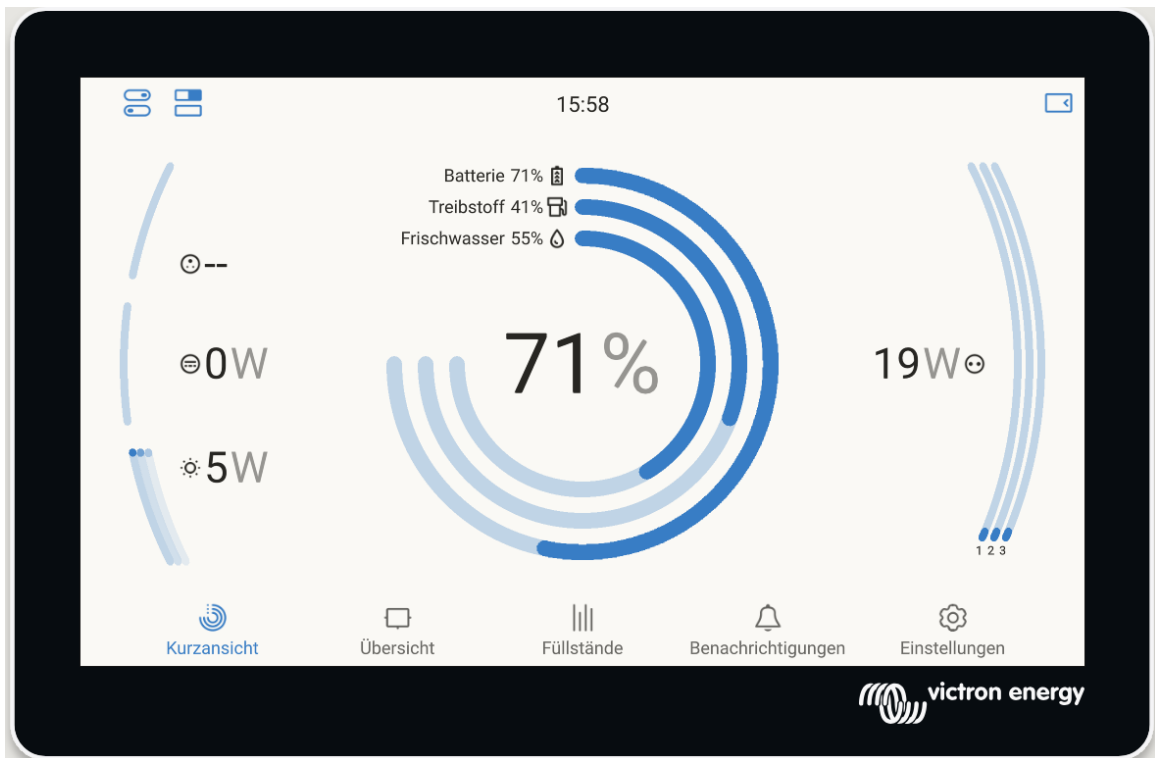 15:58
Batterie 71%
Treibstoff 41%
Frischwasser 55%
--
71%
0W
19W
5W
1 2 3
Kurzansicht
Übersicht
Füllstände
Benachrichtigungen
Einstellungen
victron energy